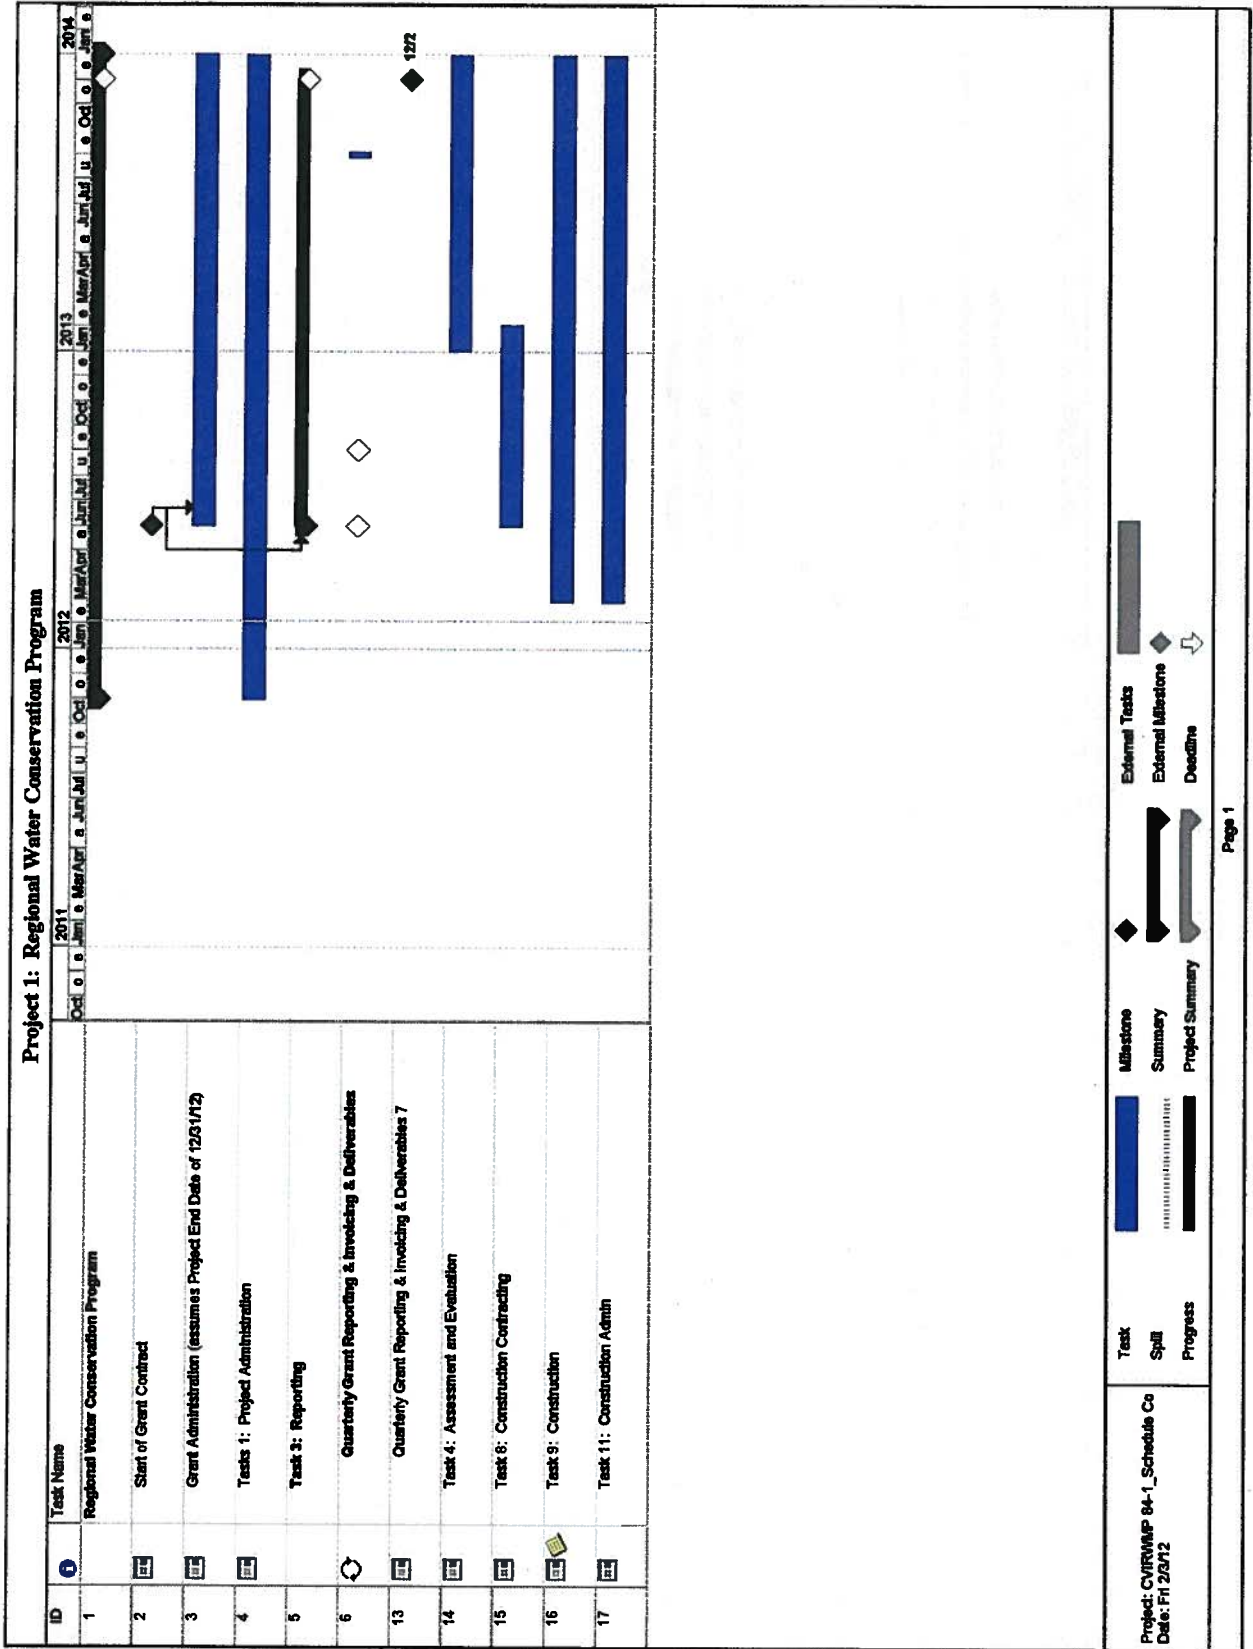 Project 1: Regional Water Conservation Program
ID
Task Name
2011
2012
2013
2014
Oct o e Jan e Mar Apr a Jun Jul u e Oct o e Jan e Mar Apr a Jun Jul u e Oct o e Jan e Mar Apr a Jun Jul u e Oct o e Jan e
1 Regional Water Conservation Program
2 Start of Grant Contract
3 Grant Administration (assumes Project End Date of 12/31/12)
4 Tasks 1: Project Administration
5 Task 3: Reporting
6 Quarterly Grant Reporting & Invoicing & Deliverables
13 Quarterly Grant Reporting & Invoicing & Deliverables 7
12/2
14 Task 4: Assessment and Evaluation
15 Task 8: Construction Contracting
16 Task 9: Construction
17 Task 11: Construction Admin
Project: CVIRWMP 84-1_Schedule Co
Date: Fri 2/3/12
Task
Split
Progress
Milestone
Summary
Project Summary
External Tasks
External Milestone
Deadline
Page 1